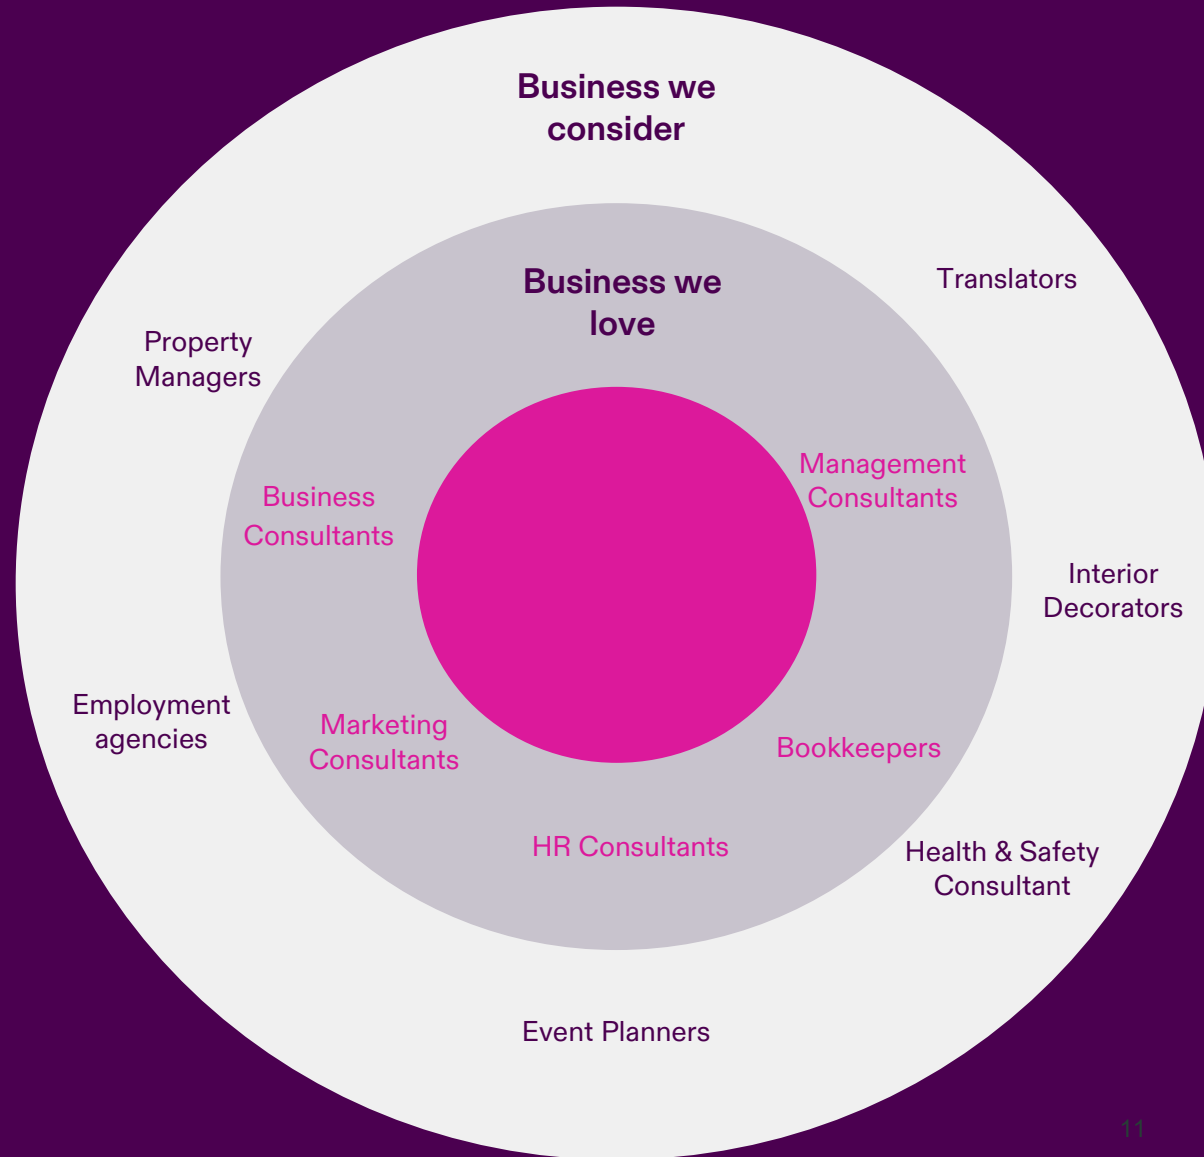 Business we
consider
Business we
love
Translators
Property
Managers
Management
Consultants
Business
Consultants
Interior
Decorators
Employment
agencies
Marketing
Consultants
Bookkeepers
HR Consultants
Health & Safety
Consultant
Event Planners
11